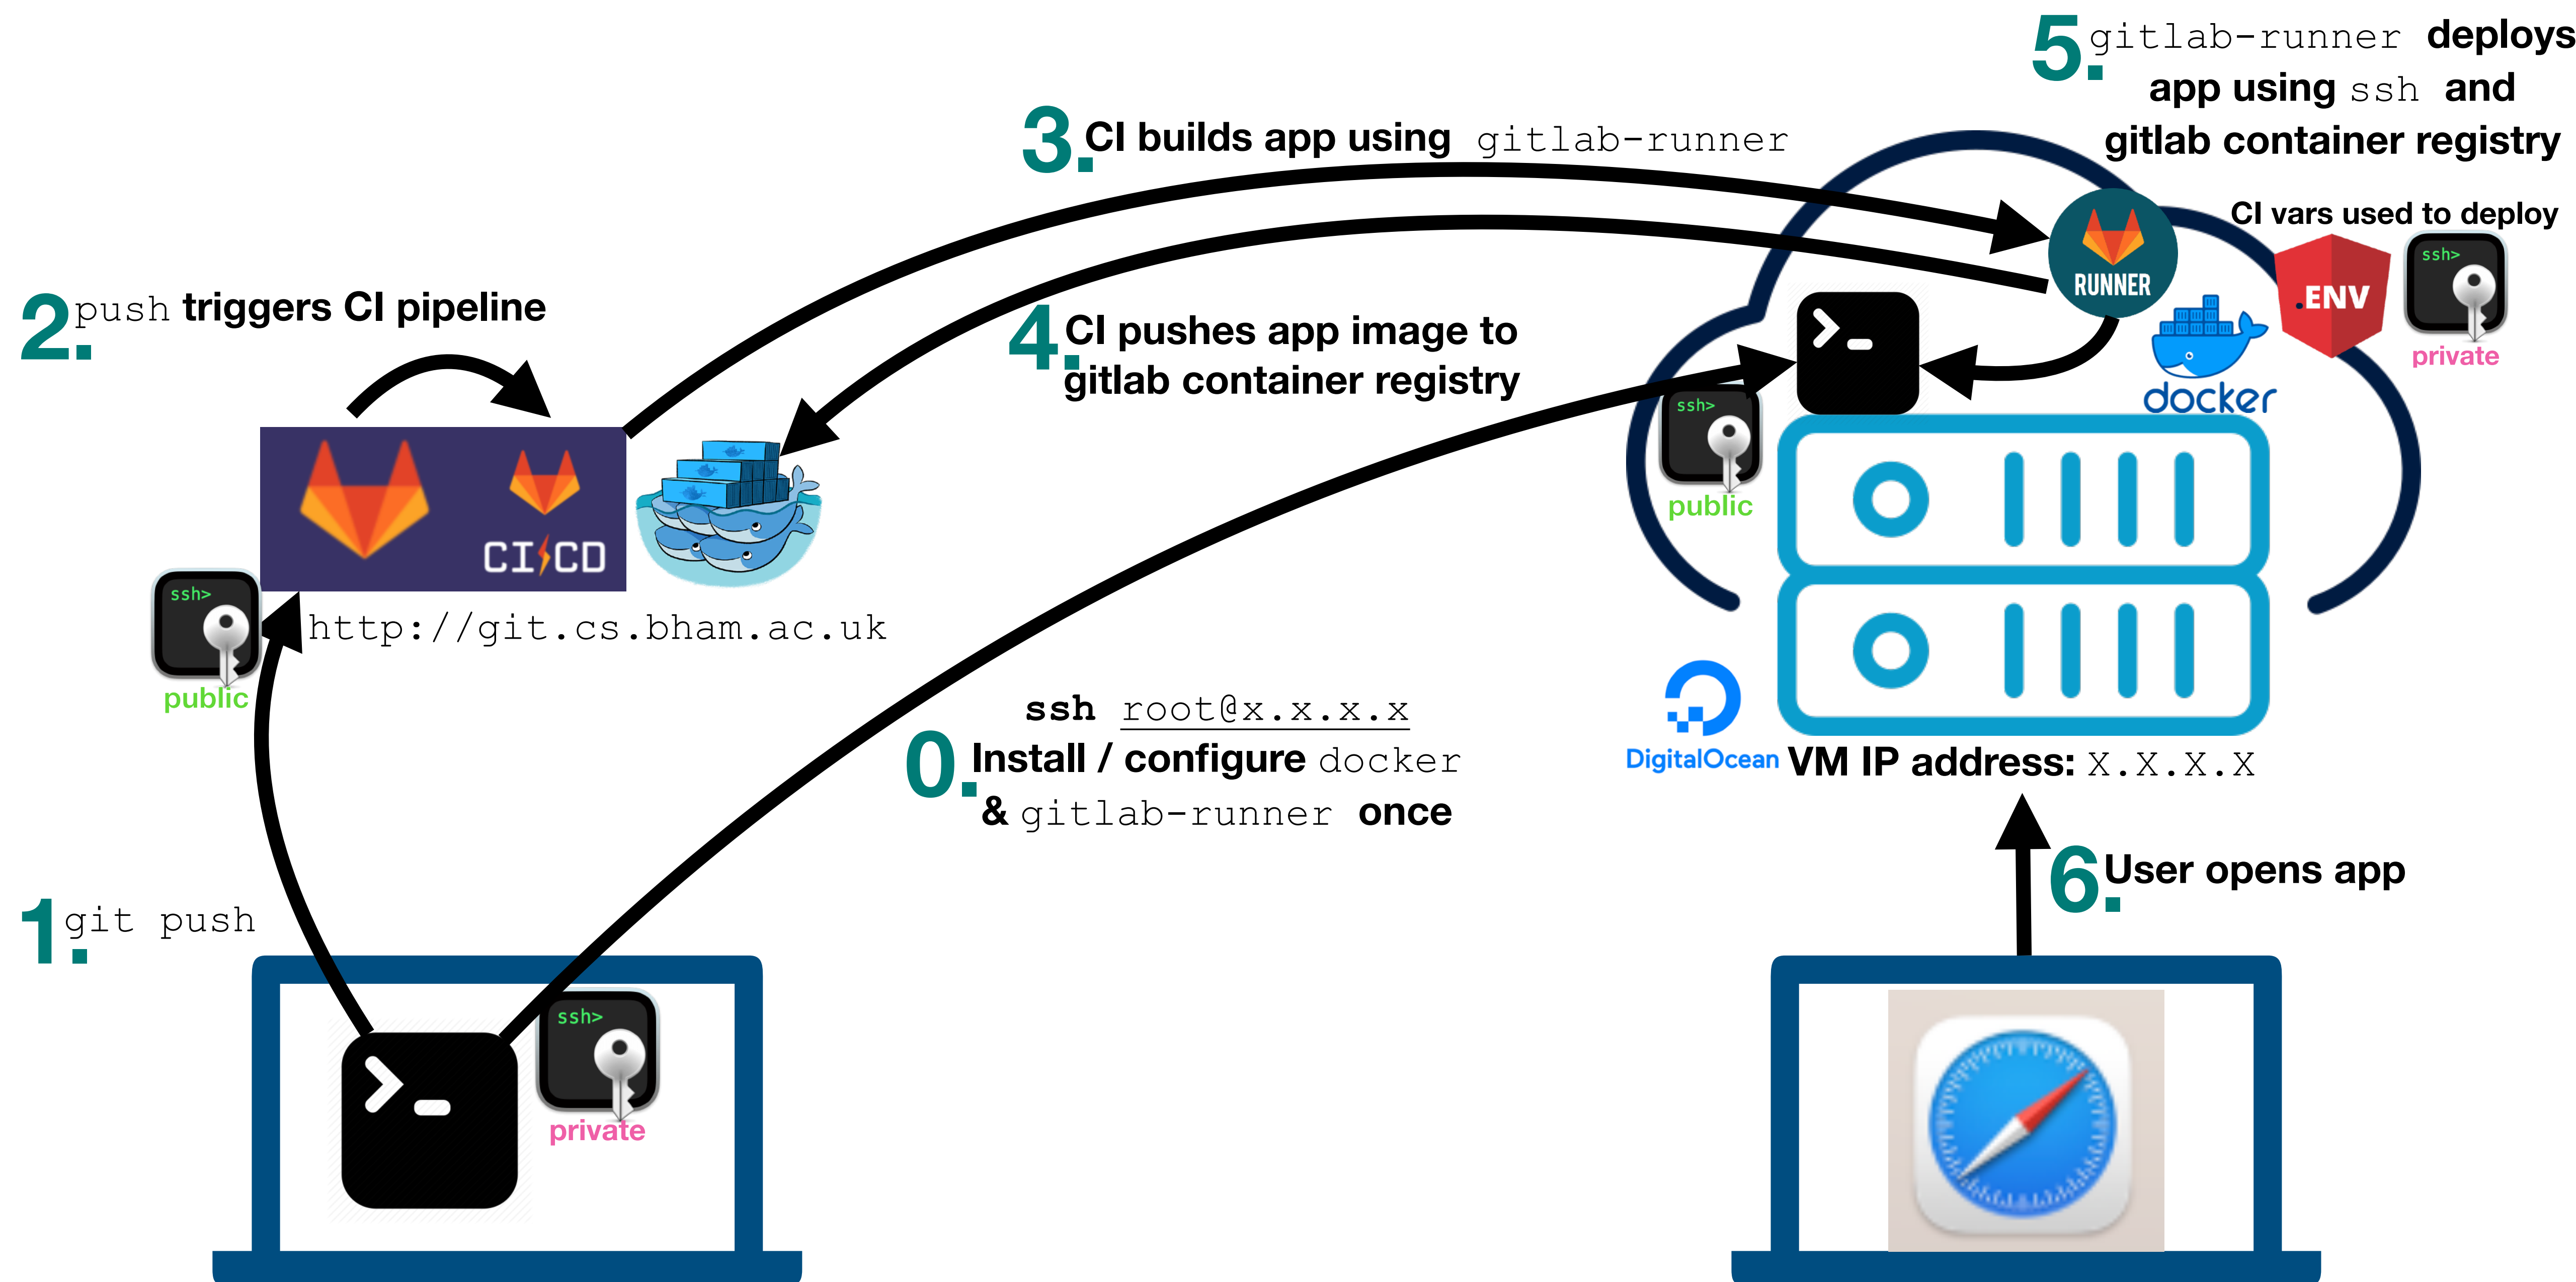 5. gitlab-runner deploys
app using ssh and
gitlab container registry
CI vars used to deploy
RUNNER
.ENV
ssh>
private
docker
3. CI builds app using gitlab-runner
2. push triggers CI pipeline
4. CI pushes app image to
gitlab container registry
ssh>
public
CI CD
ssh>
public
http://git.cs.bham.ac.uk
ssh root@x.x.x.x
0. Install / configure docker
& gitlab-runner once
DigitalOcean
VM IP address: X.X.X.X
6. User opens app
1. git push
ssh>
private